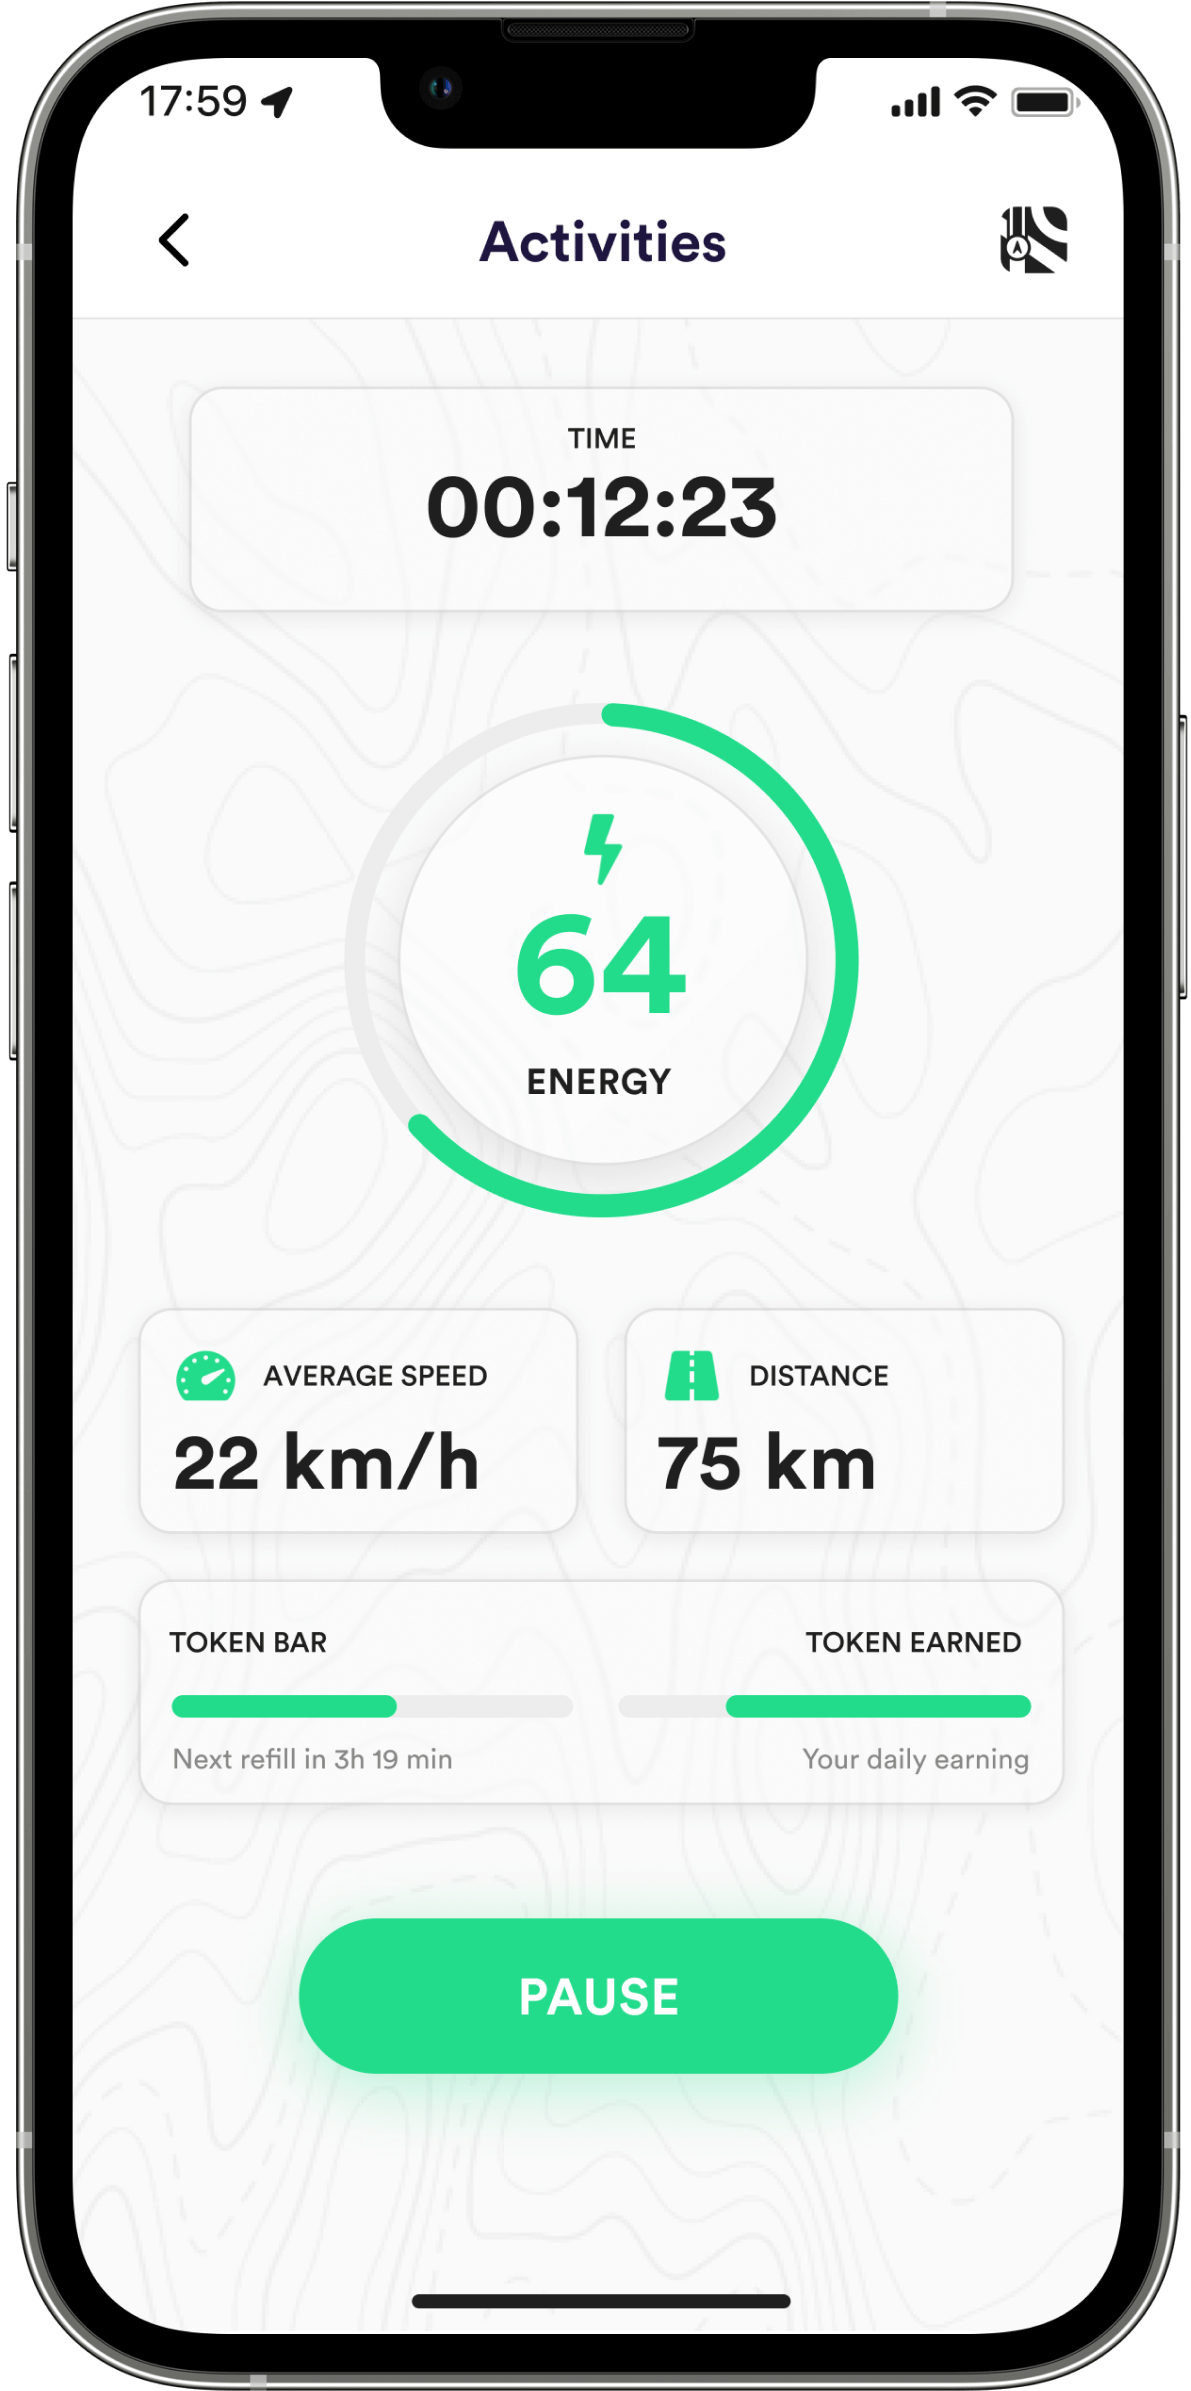 17:59
Activities
TIME
00:12:23
64
ENERGY
AVERAGE SPEED
22 km/h
DISTANCE
75 km
TOKEN BAR
TOKEN EARNED
Next refill in 3h 19 min
Your daily earning
PAUSE